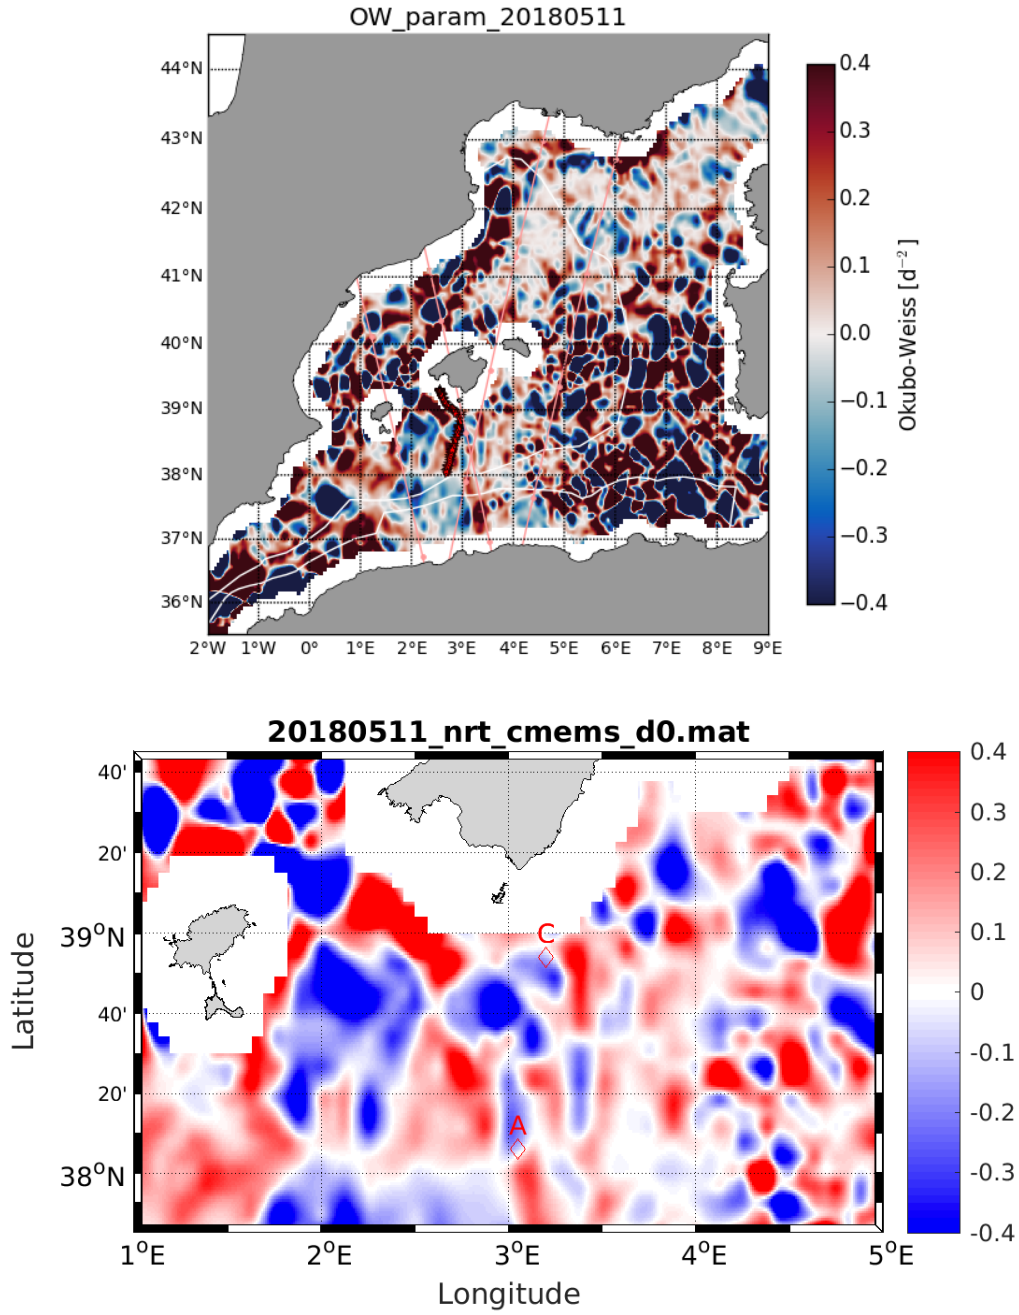 OW_param_20180511
44°N
43°N
42°N
41°N
40°N
39°N
38°N
37°N
36°N
2°W 1°W 0° 1°E 2°E 3°E 4°E 5°E 6°E 7°E 8°E 9°E
0.4
0.3
0.2
0.1
0.0
−0.1
−0.2
−0.3
−0.4
Okubo-Weiss [d⁻²]
20180511_nrt_cmems_d0.mat
40'
20'
39°N
40'
20'
38°N
Latitude
C
A
1°E 2°E 3°E 4°E 5°E
Longitude
0.4
0.3
0.2
0.1
0
-0.1
-0.2
-0.3
-0.4